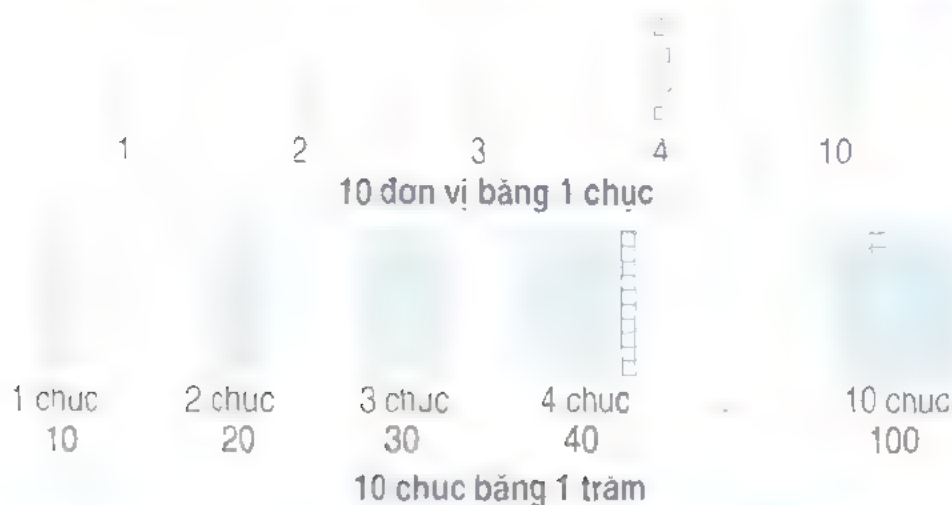 1 2 3 4 10
10 đơn vị bằng 1 chục
1 chục 2 chục 3 chục 4 chục 10 chục
10 20 30 40 100
10 chục bằng 1 trăm